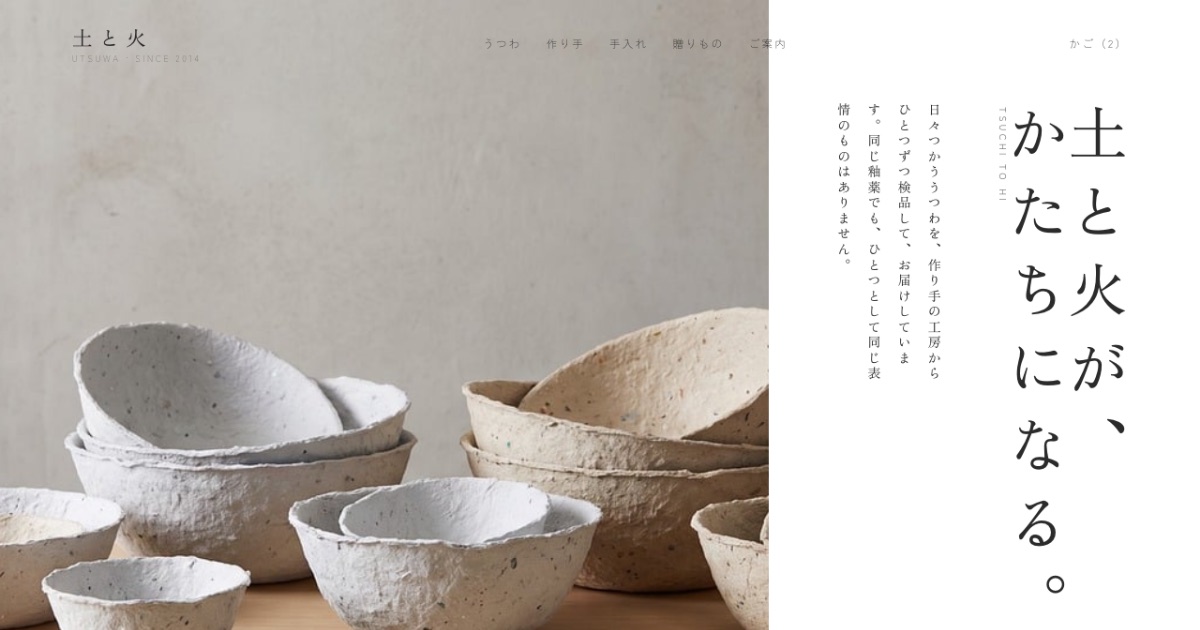 土と火
UTSUWA · SINCE 2014
うつわ
作り手
手入れ
贈りもの
ご案内
かご（2）
土と火が、
かたちになる。
TSUCHI TO HI
日々つかううつわを、作り手の工房から
ひとつずつ検品して、お届けしていま
す。同じ釉薬でも、ひとつとして同じ表
情のものはありません。